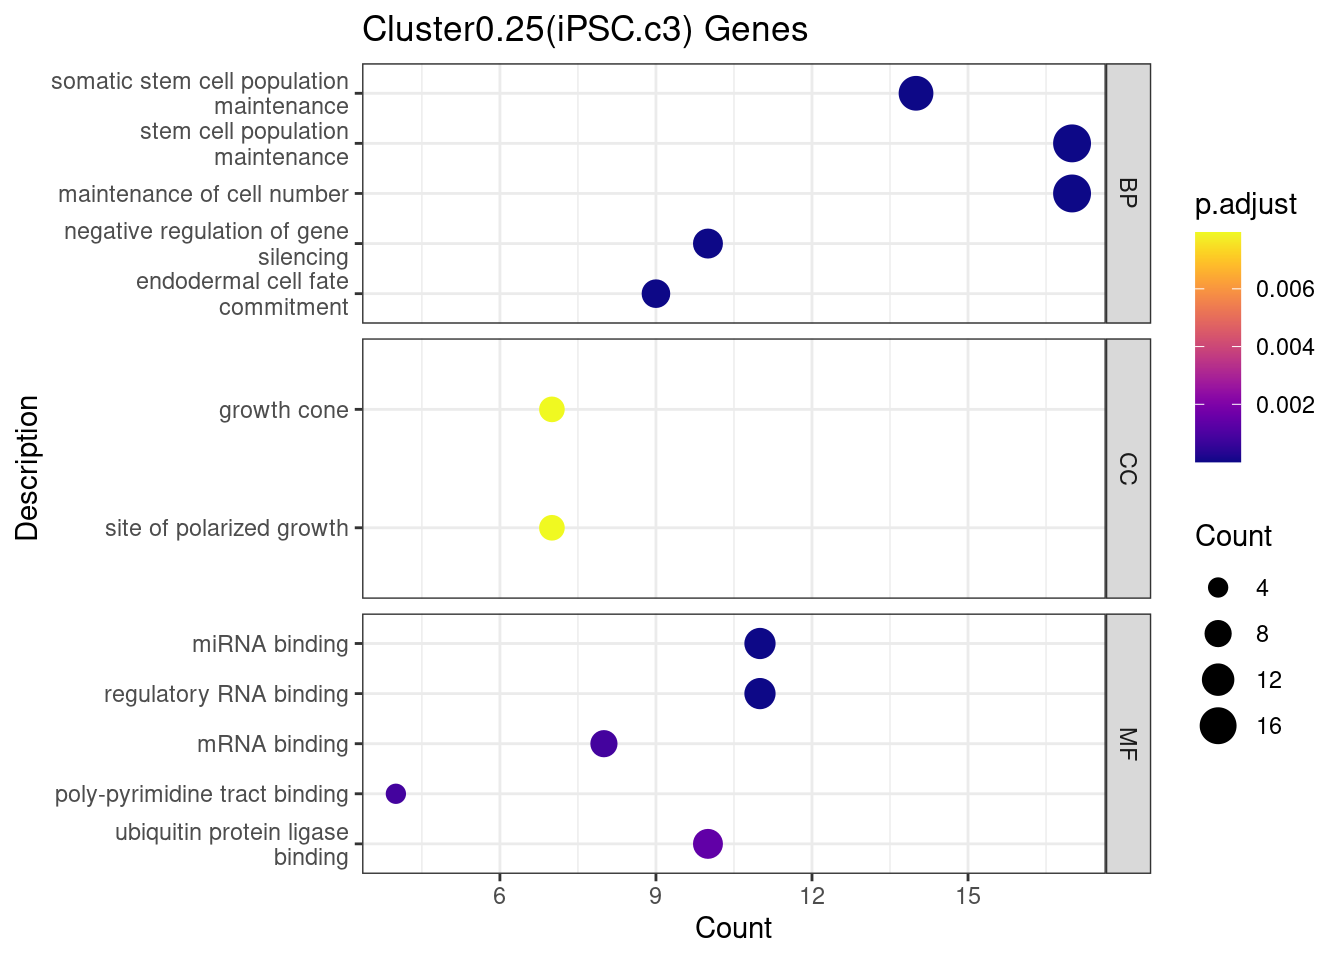 Cluster0.25(iPSC.c3) Genes
somatic stem cell population
maintenance
stem cell population
maintenance
maintenance of cell number
negative regulation of gene
silencing
endodermal cell fate
commitment
BP
growth cone
site of polarized growth
CC
miRNA binding
regulatory RNA binding
mRNA binding
poly-pyrimidine tract binding
ubiquitin protein ligase
binding
MF
Description
6 9 12 15
Count
p.adjust
0.006
0.004
0.002
Count
4
8
12
16